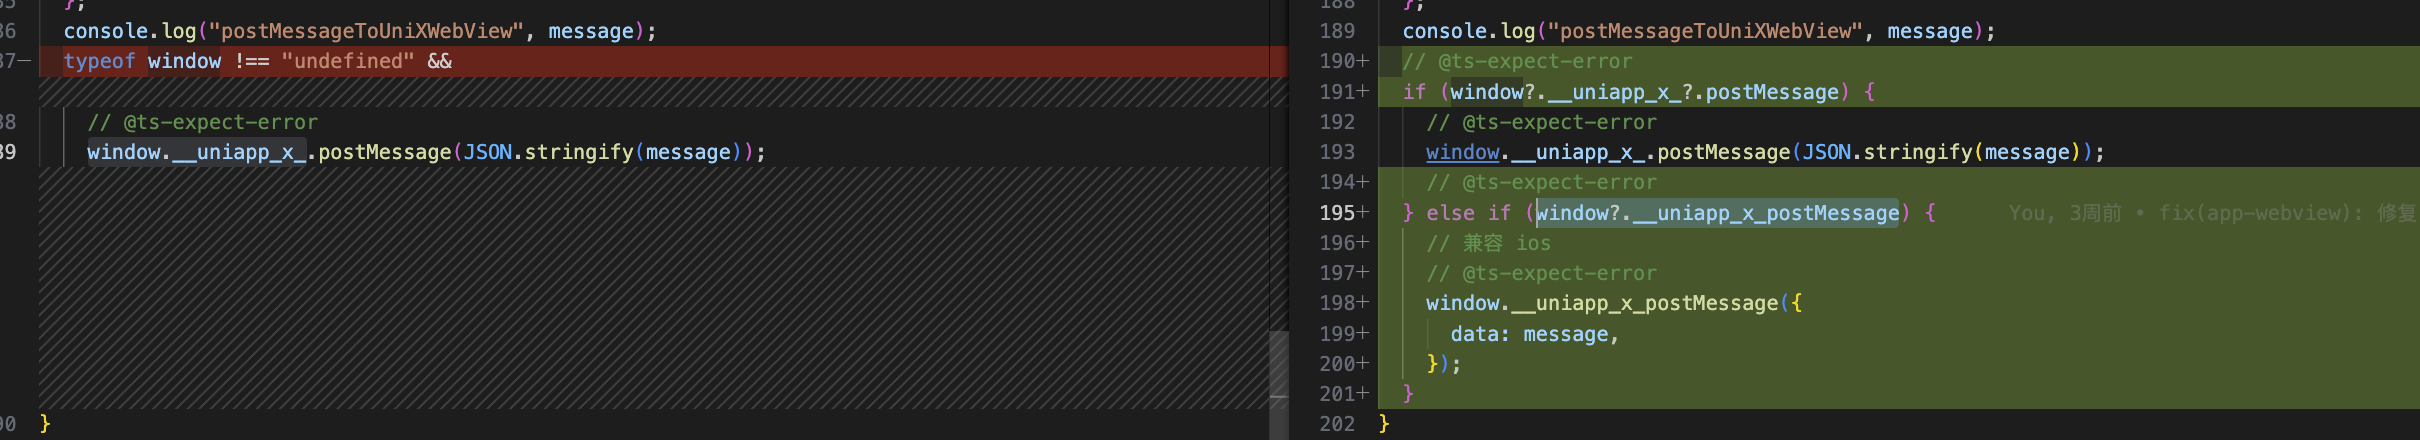 };
36 console.log("postMessageToUniXWebView", message);
37— typeof window !== "undefined" &&
38 // @ts-expect-error
39 window.__uniapp_x_.postMessage(JSON.stringify(message));
90 }
188 };
189 console.log("postMessageToUniXWebView", message);
190+ // @ts-expect-error
191+ if (window?.__uniapp_x_?.postMessage) {
192 // @ts-expect-error
193 window.__uniapp_x_.postMessage(JSON.stringify(message));
194+ // @ts-expect-error
195+ } else if (window?.__uniapp_x_postMessage) { You, 3周前 • fix(app-webview): 修复
196+ // 兼容 ios
197+ // @ts-expect-error
198+ window.__uniapp_x_postMessage({
199+ data: message,
200+ });
201+ }
202 }